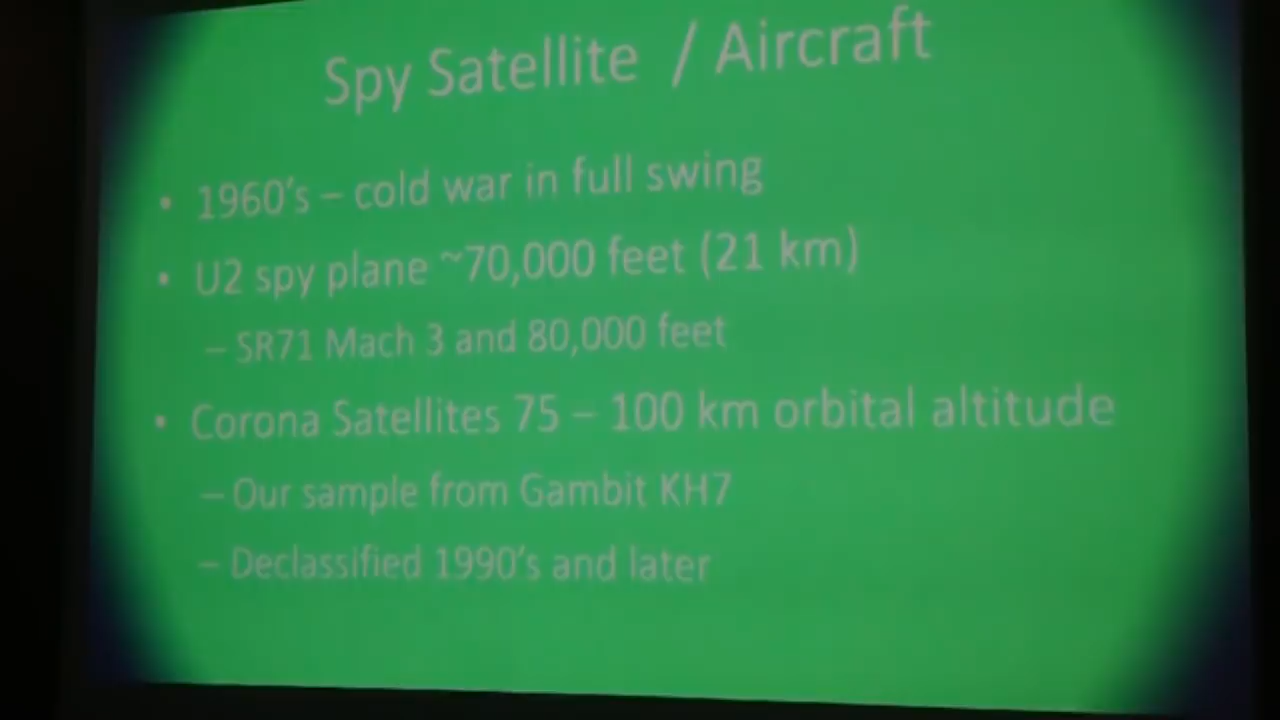 Spy Satellite / Aircraft
• 1960's – cold war in full swing
• U2 spy plane ~70,000 feet (21 km)
– SR71 Mach 3 and 80,000 feet
• Corona Satellites 75 – 100 km orbital altitude
– Our sample from Gambit KH7
– Declassified 1990's and later